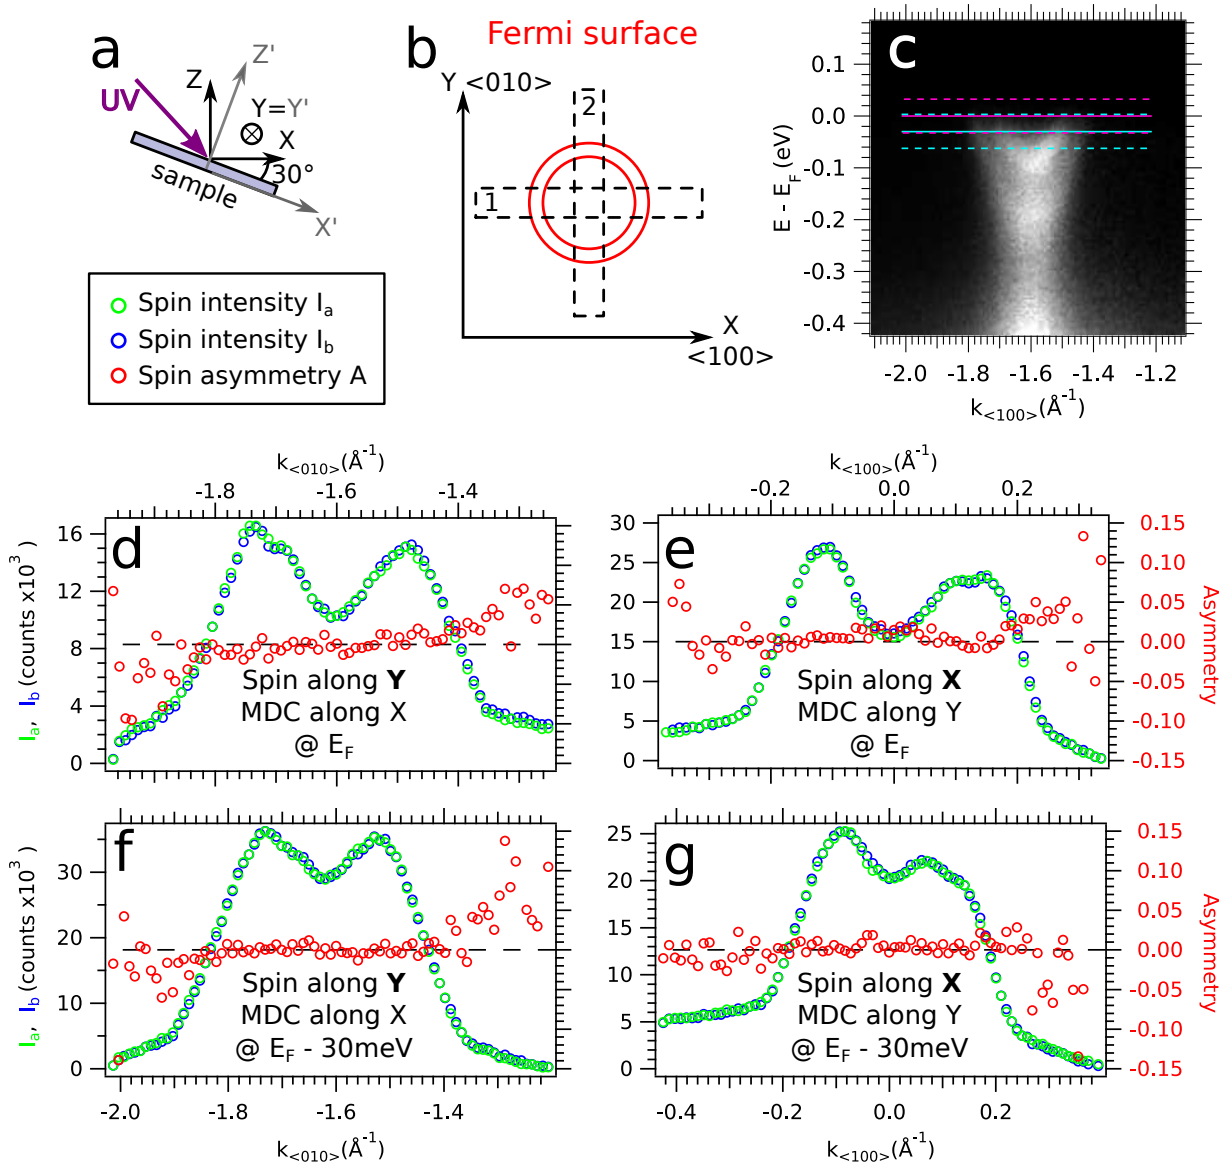 a
Z'
Z
UV
Y=Y'
X
30°
sample
X'
b
Fermi surface
Y <010>
2
1
X
<100>
c
0.1
0.0
-0.1
-0.2
-0.3
-0.4
E - E_F (eV)
-2.0 -1.8 -1.6 -1.4 -1.2
k_<100>(Å⁻¹)
Spin intensity I_a
Spin intensity I_b
Spin asymmetry A
k_<010>(Å⁻¹)
-1.8 -1.6 -1.4
d
16
12
8
4
0
I_a, I_b (counts x10³)
Spin along Y
MDC along X
@ E_F
k_<100>(Å⁻¹)
-0.2 0.0 0.2
e
30
25
20
15
10
5
0
0.15
0.10
0.05
0.00
-0.05
-0.10
-0.15
Asymmetry
Spin along X
MDC along Y
@ E_F
f
30
20
10
0
I_a, I_b (counts x10³)
Spin along Y
MDC along X
@ E_F - 30meV
-2.0 -1.8 -1.6 -1.4
k_<010>(Å⁻¹)
g
25
20
15
10
5
0
0.15
0.10
0.05
0.00
-0.05
-0.10
-0.15
Asymmetry
Spin along X
MDC along Y
@ E_F - 30meV
-0.4 -0.2 0.0 0.2
k_<100>(Å⁻¹)